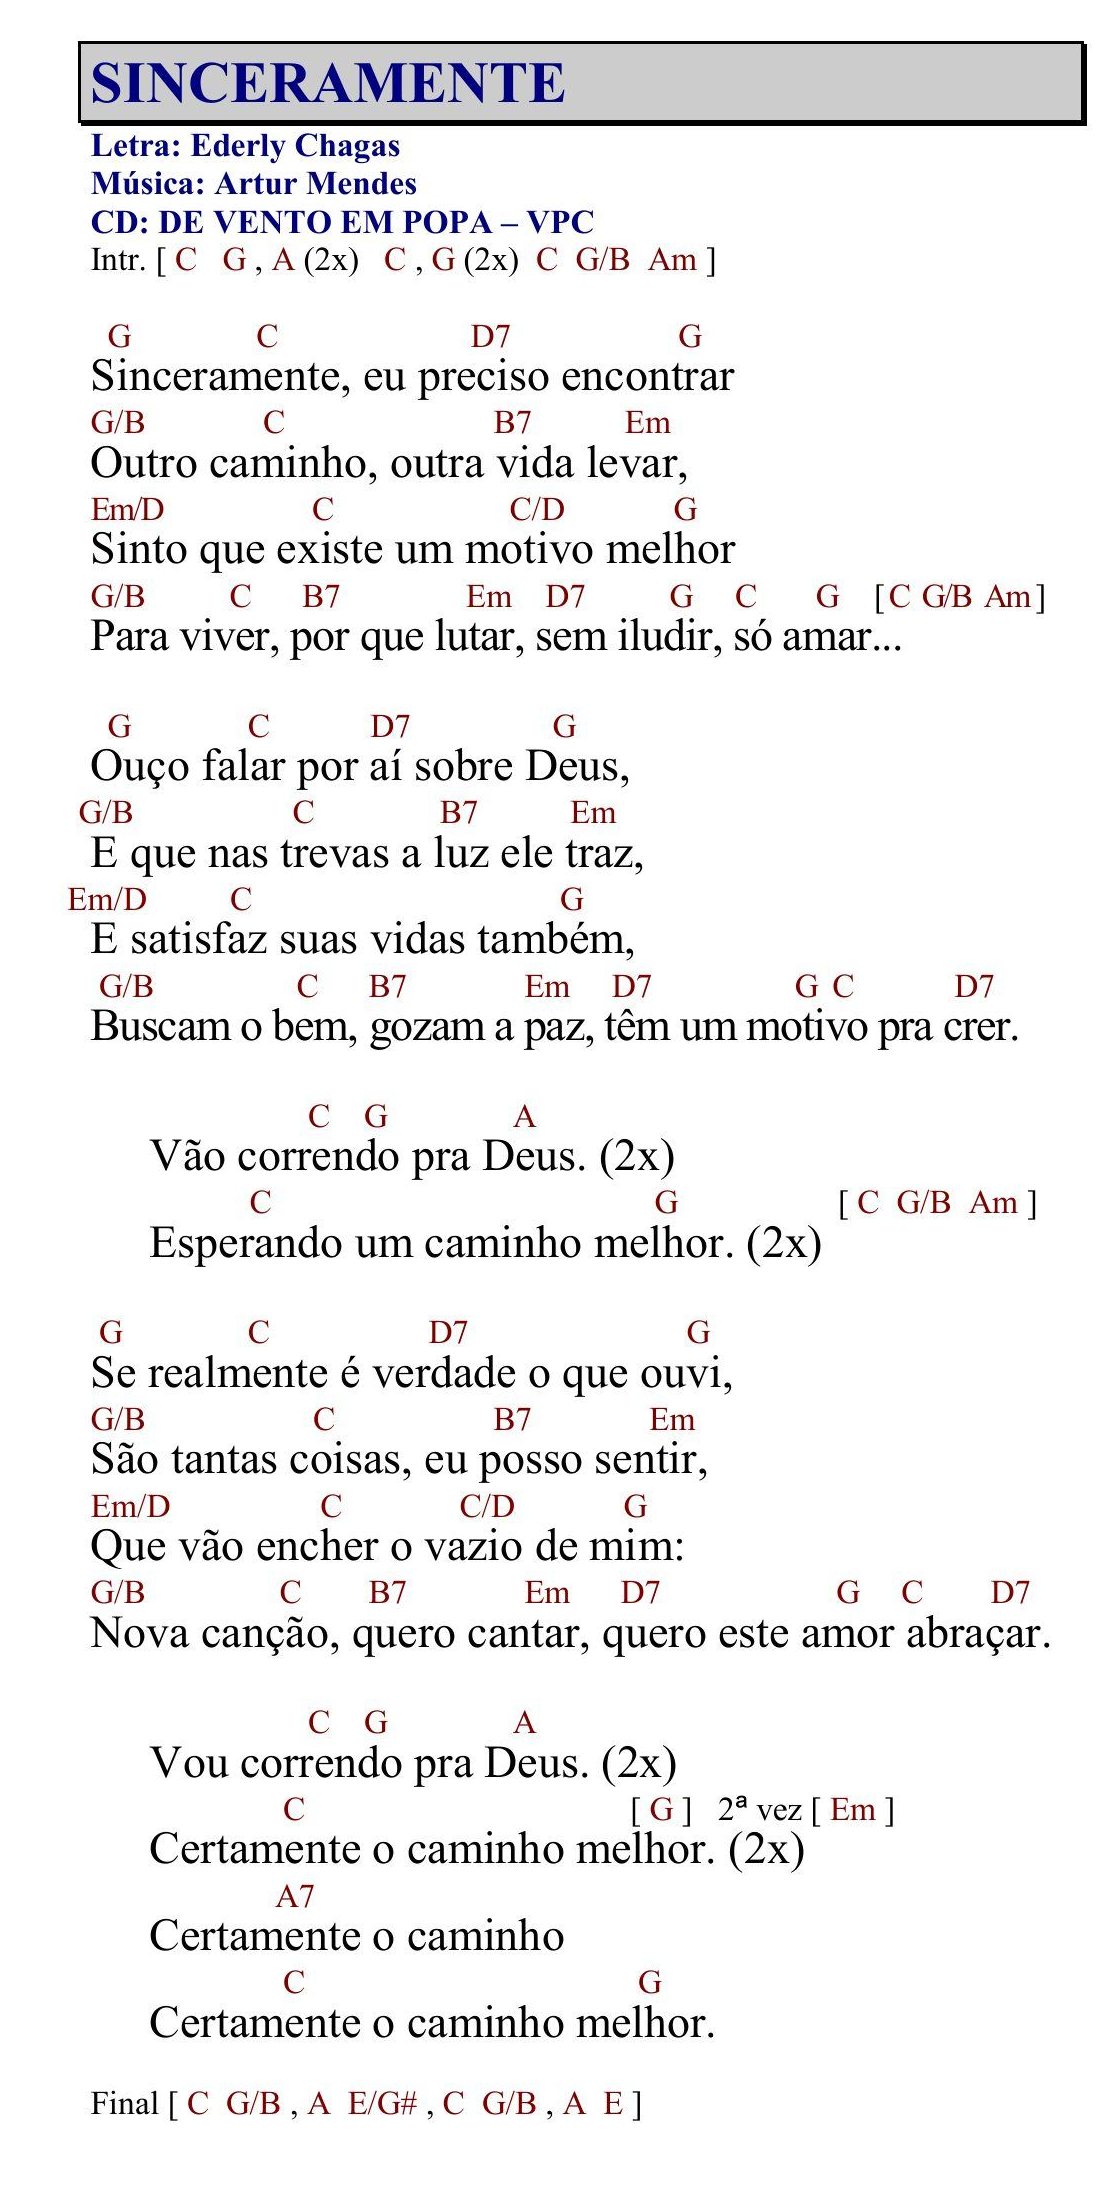 SINCERAMENTE
Letra: Ederly Chagas
Música: Artur Mendes
CD: DE VENTO EM POPA – VPC
Intr. [ C G , A (2x) C , G (2x) C G/B Am ]
G C D7 G
Sinceramente, eu preciso encontrar
G/B C B7 Em
Outro caminho, outra vida levar,
Em/D C C/D G
Sinto que existe um motivo melhor
G/B C B7 Em D7 G C G [C G/B Am]
Para viver, por que lutar, sem iludir, só amar...
G C D7 G
Ouço falar por aí sobre Deus,
G/B C B7 Em
E que nas trevas a luz ele traz,
Em/D C G
E satisfaz suas vidas também,
G/B C B7 Em D7 G C D7
Buscam o bem, gozam a paz, têm um motivo pra crer.
C G A
Vão correndo pra Deus. (2x)
C G [ C G/B Am ]
Esperando um caminho melhor. (2x)
G C D7 G
Se realmente é verdade o que ouvi,
G/B C B7 Em
São tantas coisas, eu posso sentir,
Em/D C C/D G
Que vão encher o vazio de mim:
G/B C B7 Em D7 G C D7
Nova canção, quero cantar, quero este amor abraçar.
C G A
Vou correndo pra Deus. (2x)
C [ G ] 2ª vez [ Em ]
Certamente o caminho melhor. (2x)
A7
Certamente o caminho
C G
Certamente o caminho melhor.
Final [ C G/B , A E/G# , C G/B , A E ]